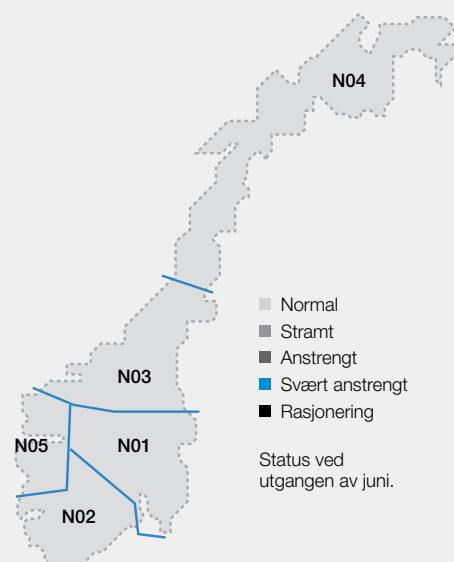 N04
N03
N05
N01
N02
Normal
Stramt
Anstrengt
Svært anstrengt
Rasjonering
Status ved
utgangen av juni.